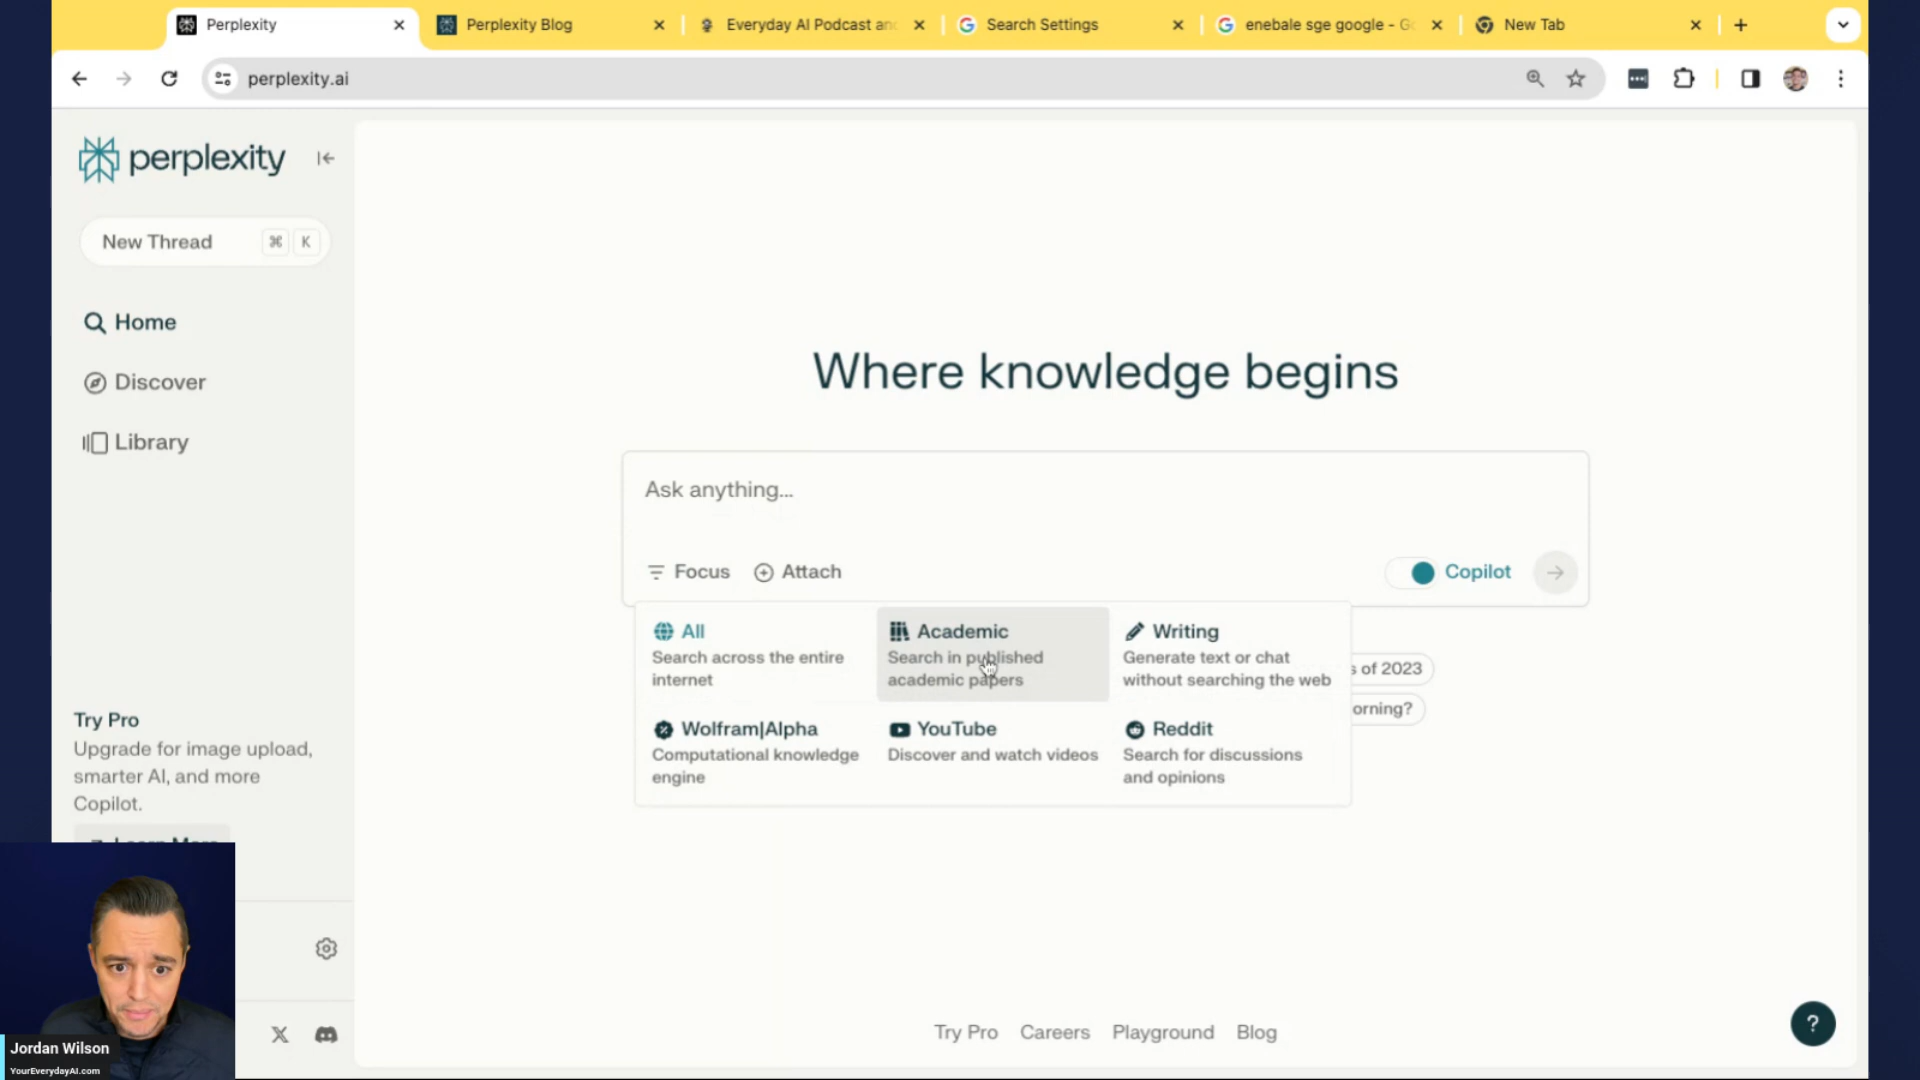 Perplexity
Perplexity Blog
Everyday AI Podcast an
Search Settings
enebale sge google - G
New Tab
perplexity.ai
perplexity
New Thread ⌘ K
Home
Discover
Library
Where knowledge begins
Ask anything...
Focus
Attach
Copilot
All
Search across the entire
internet
Academic
Search in published
academic papers
Writing
Generate text or chat
without searching the web
s of 2023
orning?
Wolfram|Alpha
Computational knowledge
engine
YouTube
Discover and watch videos
Reddit
Search for discussions
and opinions
Try Pro
Upgrade for image upload,
smarter AI, and more
Copilot.
Learn More
Jordan Wilson
YourEverydayAI.com
Try Pro
Careers
Playground
Blog
?